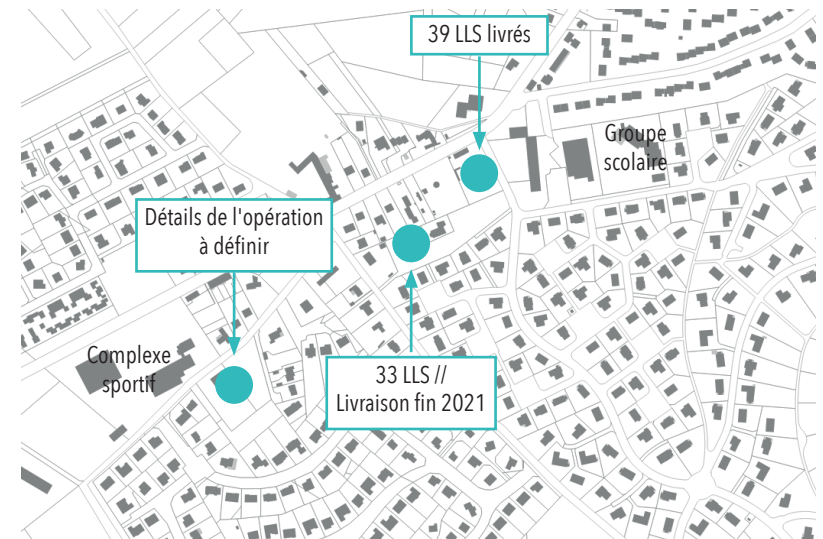 39 LLS livrés
Groupe
scolaire
Détails de l'opération
à définir
Complexe
sportif
33 LLS //
Livraison fin 2021